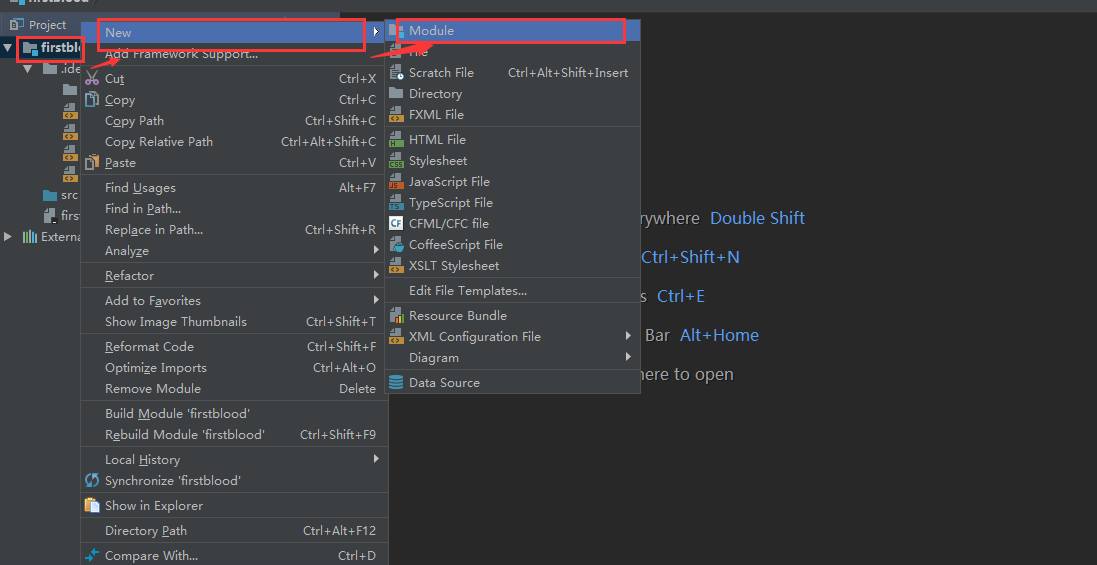 firstblood
Project
firstblo
.ide
src
firs
Externa
New
Add Framework Support...
Cut Ctrl+X
Copy Ctrl+C
Copy Path Ctrl+Shift+C
Copy Relative Path Ctrl+Alt+Shift+C
Paste Ctrl+V
Find Usages Alt+F7
Find in Path...
Replace in Path... Ctrl+Shift+R
Analyze
Refactor
Add to Favorites
Show Image Thumbnails Ctrl+Shift+T
Reformat Code Ctrl+Shift+F
Optimize Imports Ctrl+Alt+O
Remove Module Delete
Build Module 'firstblood'
Rebuild Module 'firstblood' Ctrl+Shift+F9
Local History
Synchronize 'firstblood'
Show in Explorer
Directory Path Ctrl+Alt+F12
Compare With... Ctrl+D
Module
File
Scratch File Ctrl+Alt+Shift+Insert
Directory
FXML File
HTML File
Stylesheet
JavaScript File
TypeScript File
CFML/CFC file
CoffeeScript File
XSLT Stylesheet
Edit File Templates...
Resource Bundle
XML Configuration File
Diagram
Data Source
rywhere Double Shift
Ctrl+Shift+N
s Ctrl+E
Bar Alt+Home
here to open